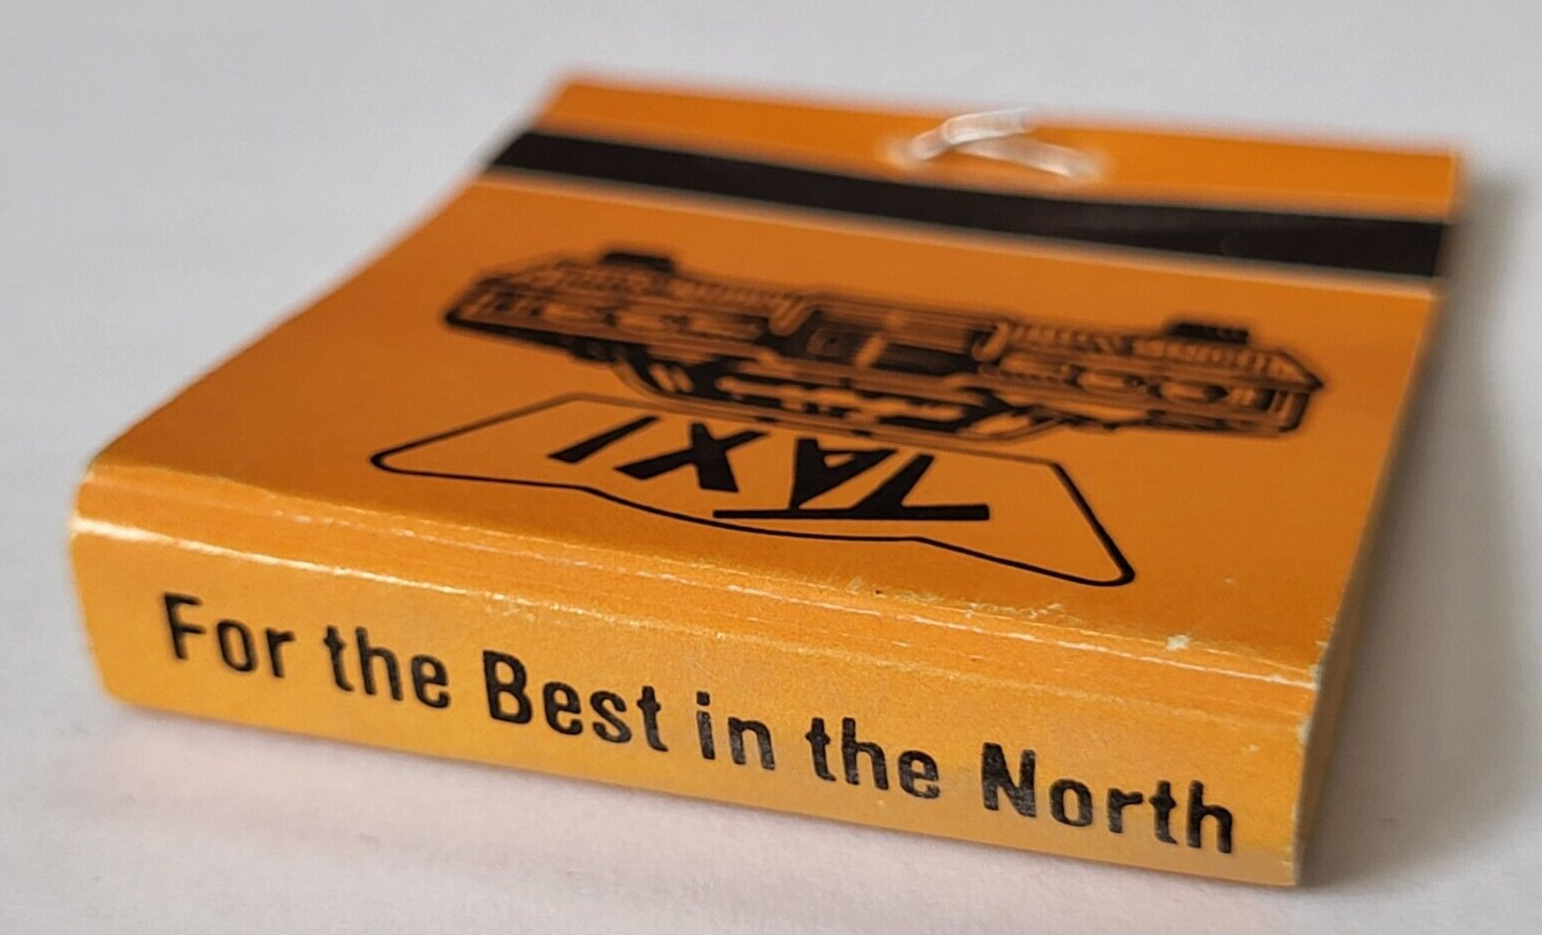 TAXI
For the Best in the North